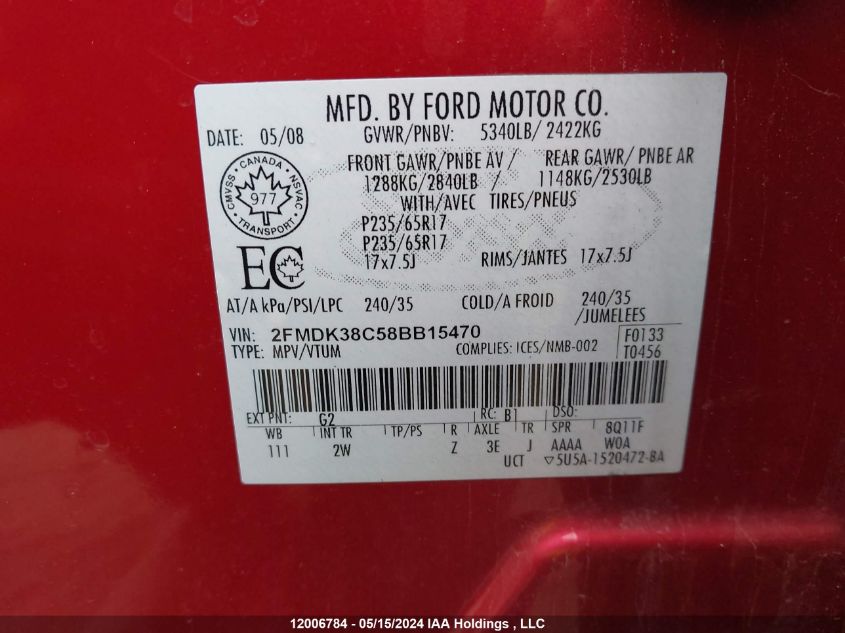 MFD. BY FORD MOTOR CO.
DATE: 05/08 GVWR/PNBV: 5340LB/ 2422KG
FRONT GAWR/PNBE AV / REAR GAWR/ PNBE AR
1288KG/2840LB / 1148KG/2530LB
WITH/AVEC TIRES/PNEUS
P235/65R17
P235/65R17
17x7.5J RIMS/JANTES 17x7.5J
CMVSS · CANADA · NSVAC
977
TRANSPORT
EC
AT/A kPa/PSI/LPC 240/35 COLD/A FROID 240/35
/JUMELEES
VIN: 2FMDK38C58BB15470 F0133
TYPE: MPV/VTUM COMPLIES: ICES/NMB-002 T0456
EXT PNT: G2 RC: B1 DSO:
WB INT TR TP/PS R AXLE TR SPR 8Q11F
111 2W Z 3E J AAAA W0A
UCT ▽5U5A-1520472-BA
12006784 - 05/15/2024 IAA Holdings , LLC